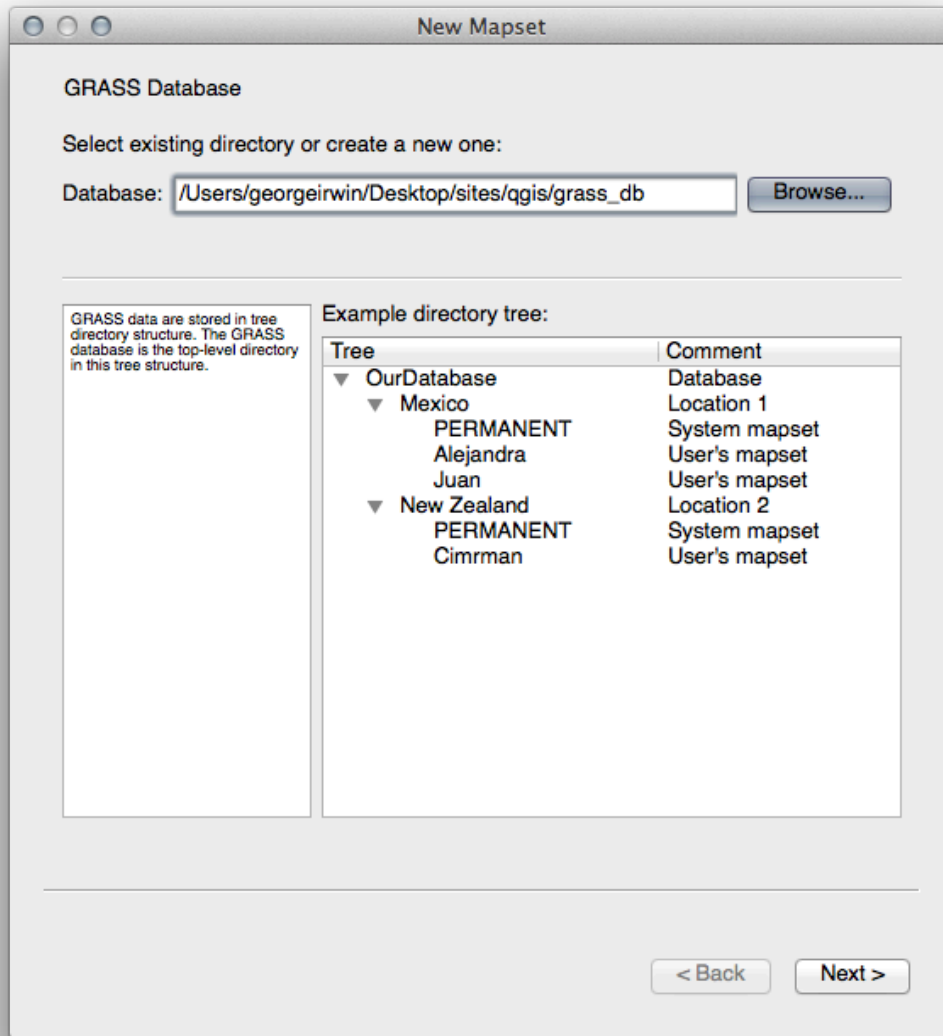 New Mapset
GRASS Database
Select existing directory or create a new one:
Database: /Users/georgeirwin/Desktop/sites/qgis/grass_db Browse...
GRASS data are stored in tree
directory structure. The GRASS
database is the top-level directory
in this tree structure.
Example directory tree:
Tree Comment
OurDatabase Database
Mexico Location 1
PERMANENT System mapset
Alejandra User's mapset
Juan User's mapset
New Zealand Location 2
PERMANENT System mapset
Cimrman User's mapset
< Back Next >